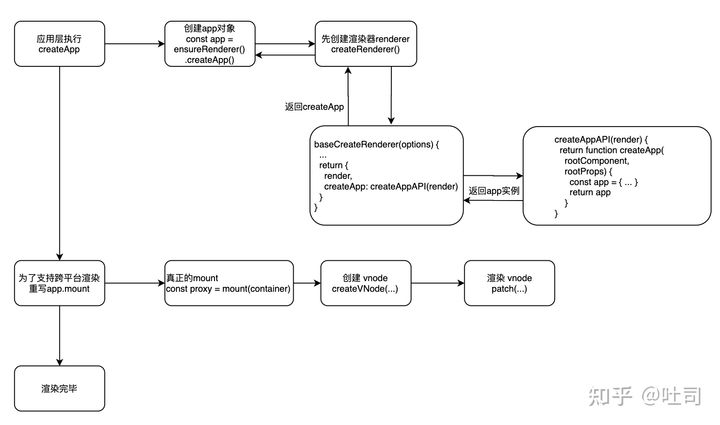 应用层执行
createApp
创建app对象
const app =
ensureRenderer()
.createApp()
先创建渲染器renderer
createRenderer()
返回createApp
baseCreateRenderer(options) {
...
return {
render,
createApp: createAppAPI(render)
}
}
返回app实例
createAppAPI(render) {
return function createApp(
rootComponent,
rootProps) {
const app = { ... }
return app
}
}
为了支持跨平台渲染
重写app.mount
真正的mount
const proxy = mount(container)
创建 vnode
createVNode(...)
渲染 vnode
patch(...)
渲染完毕
知乎 @吐司